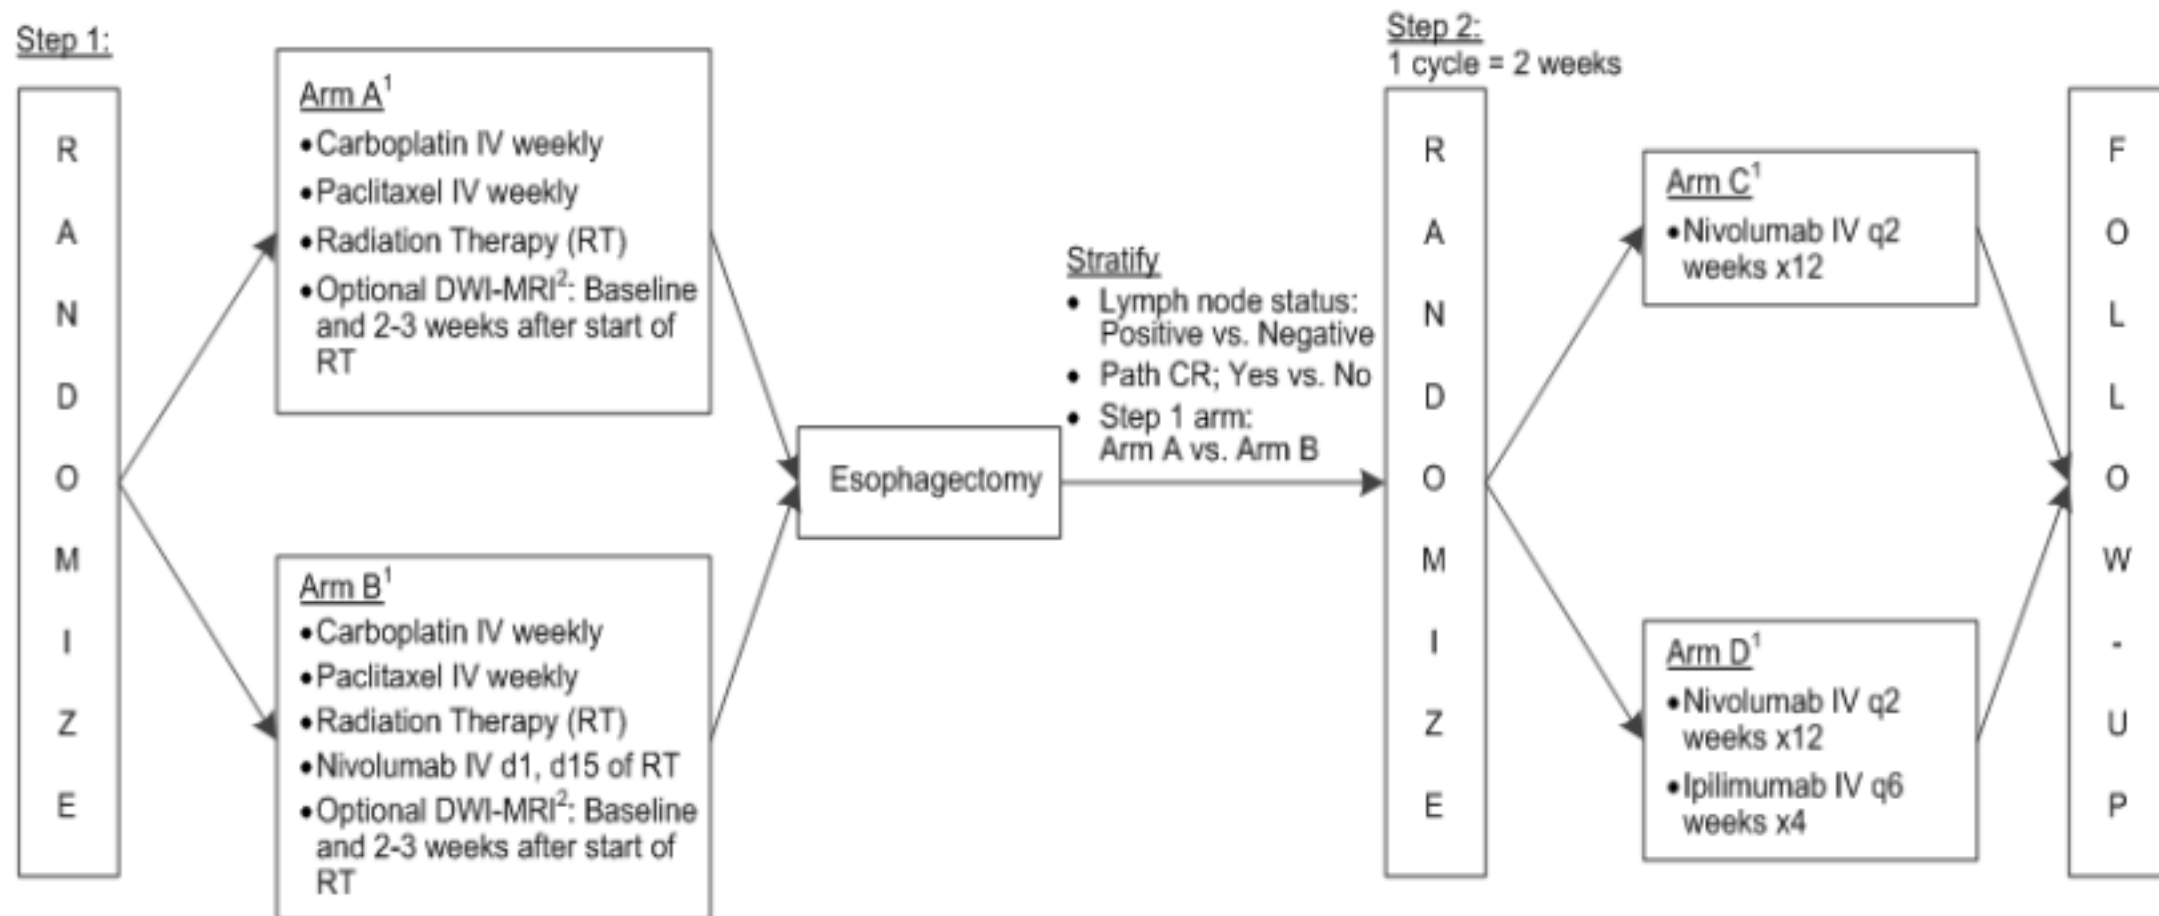 Step 1:
R
A
N
D
O
M
I
Z
E
Arm A¹
•Carboplatin IV weekly
•Paclitaxel IV weekly
•Radiation Therapy (RT)
•Optional DWI-MRI²: Baseline
and 2-3 weeks after start of
RT
Arm B¹
•Carboplatin IV weekly
•Paclitaxel IV weekly
•Radiation Therapy (RT)
•Nivolumab IV d1, d15 of RT
•Optional DWI-MRI²: Baseline
and 2-3 weeks after start of
RT
Esophagectomy
Stratify
• Lymph node status:
Positive vs. Negative
• Path CR; Yes vs. No
• Step 1 arm:
Arm A vs. Arm B
Step 2:
1 cycle = 2 weeks
R
A
N
D
O
M
I
Z
E
Arm C¹
•Nivolumab IV q2
weeks x12
Arm D¹
•Nivolumab IV q2
weeks x12
•Ipilimumab IV q6
weeks x4
F
O
L
L
O
W
-
U
P